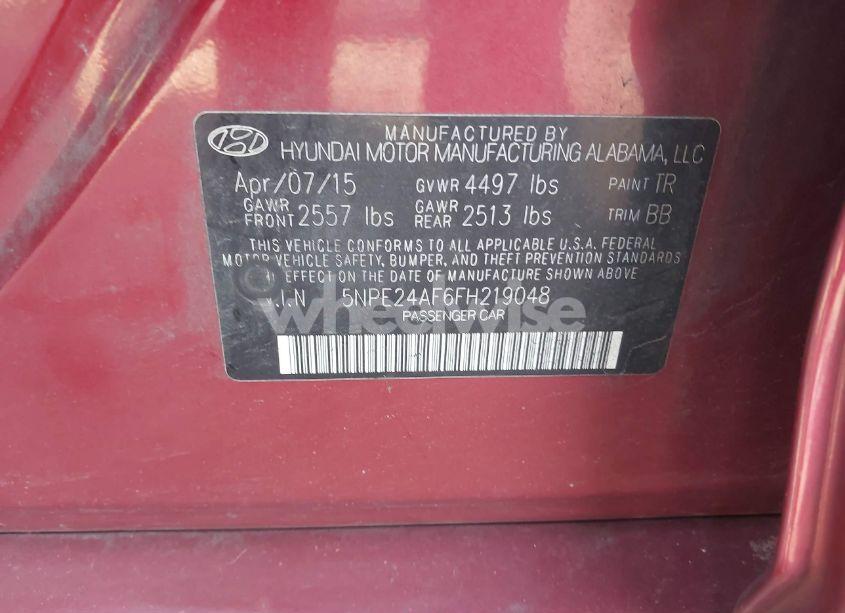 MANUFACTURED BY
HYUNDAI MOTOR MANUFACTURING ALABAMA, LLC
Apr/07/15 GVWR 4497 lbs PAINT TR
GAWR FRONT 2557 lbs GAWR REAR 2513 lbs TRIM BB
THIS VEHICLE CONFORMS TO ALL APPLICABLE U.S.A. FEDERAL
MOTOR VEHICLE SAFETY, BUMPER, AND THEFT PREVENTION STANDARDS
IN EFFECT ON THE DATE OF MANUFACTURE SHOWN ABOVE
V.I.N 5NPE24AF6FH219048
wheelwise
PASSENGER CAR